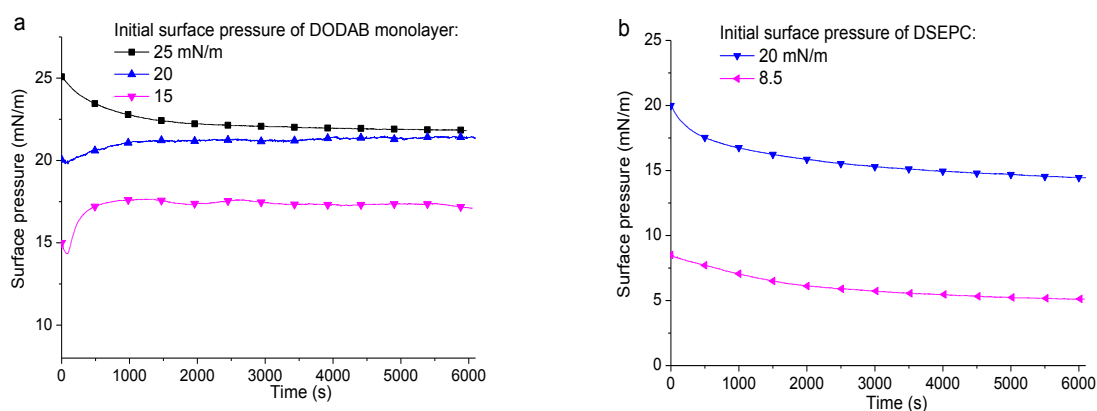 a
Initial surface pressure of DODAB monolayer:
25 mN/m
20
15
Surface pressure (mN/m)
25
20
15
10
0 1000 2000 3000 4000 5000 6000
Time (s)
b
Initial surface pressure of DSEPC:
20 mN/m
8.5
Surface pressure (mN/m)
25
20
15
10
5
0
0 1000 2000 3000 4000 5000 6000
Time (s)